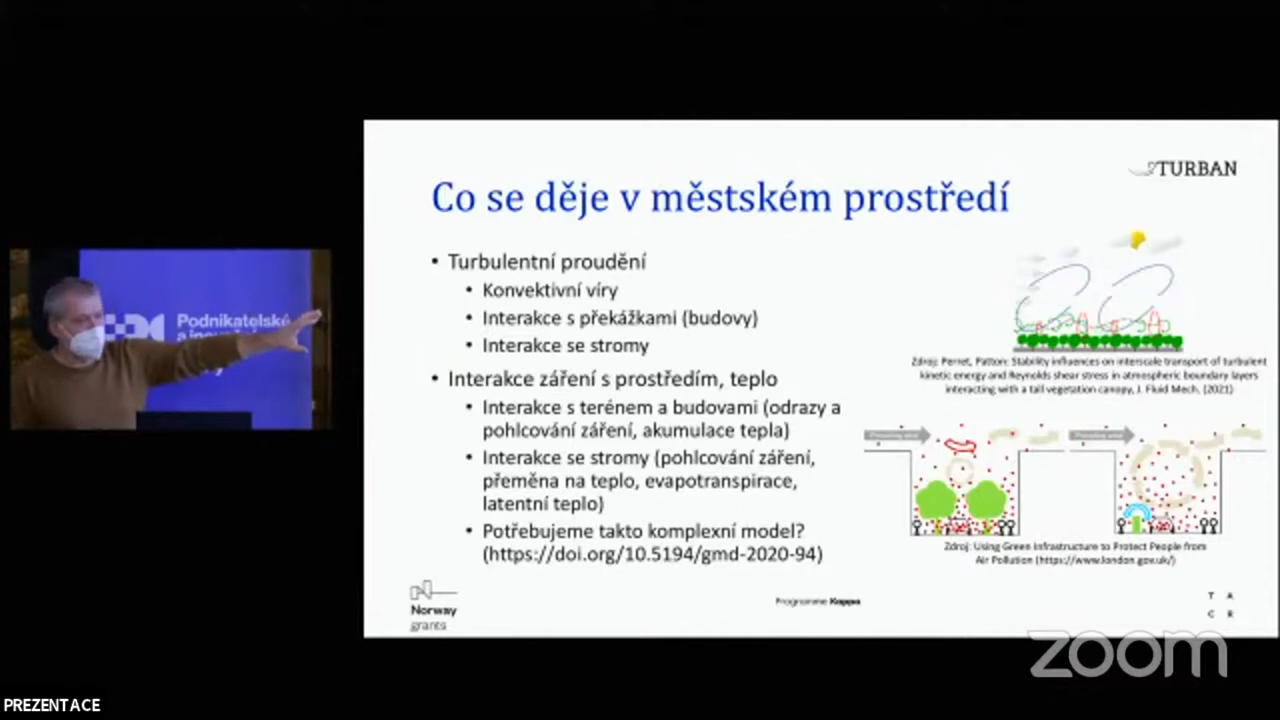 TURBAN
Co se děje v městském prostředí
• Turbulentní proudění
• Konvektivní víry
• Interakce s překážkami (budovy)
• Interakce se stromy
• Interakce záření s prostředím, teplo
• Interakce s terénem a budovami (odrazy a
pohlcování záření, akumulace tepla)
• Interakce se stromy (pohlcování záření,
přeměna na teplo, evapotranspirace,
latentní teplo)
• Potřebujeme takto komplexní model?
(https://doi.org/10.5194/gmd-2020-94)
Zdroj: Perret, Patton: Stability influences on interscale transport of turbulent
kinetic energy and Reynolds shear stress in atmospheric boundary layers
interacting with a tall vegetation canopy, J. Fluid Mech. (2021)
Zdroj: Using Green Infrastructure to Protect People from
Air Pollution (https://www.london.gov.uk/)
Podnikatelské
Norway
grants
Programme Kappa
T A
C R
zoom
PREZENTACE